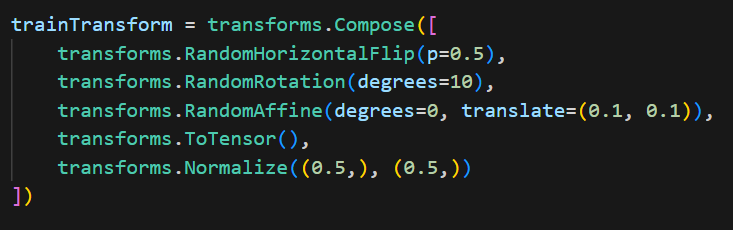 trainTransform = transforms.Compose([
    transforms.RandomHorizontalFlip(p=0.5),
    transforms.RandomRotation(degrees=10),
    transforms.RandomAffine(degrees=0, translate=(0.1, 0.1)),
    transforms.ToTensor(),
    transforms.Normalize((0.5,), (0.5,))
])